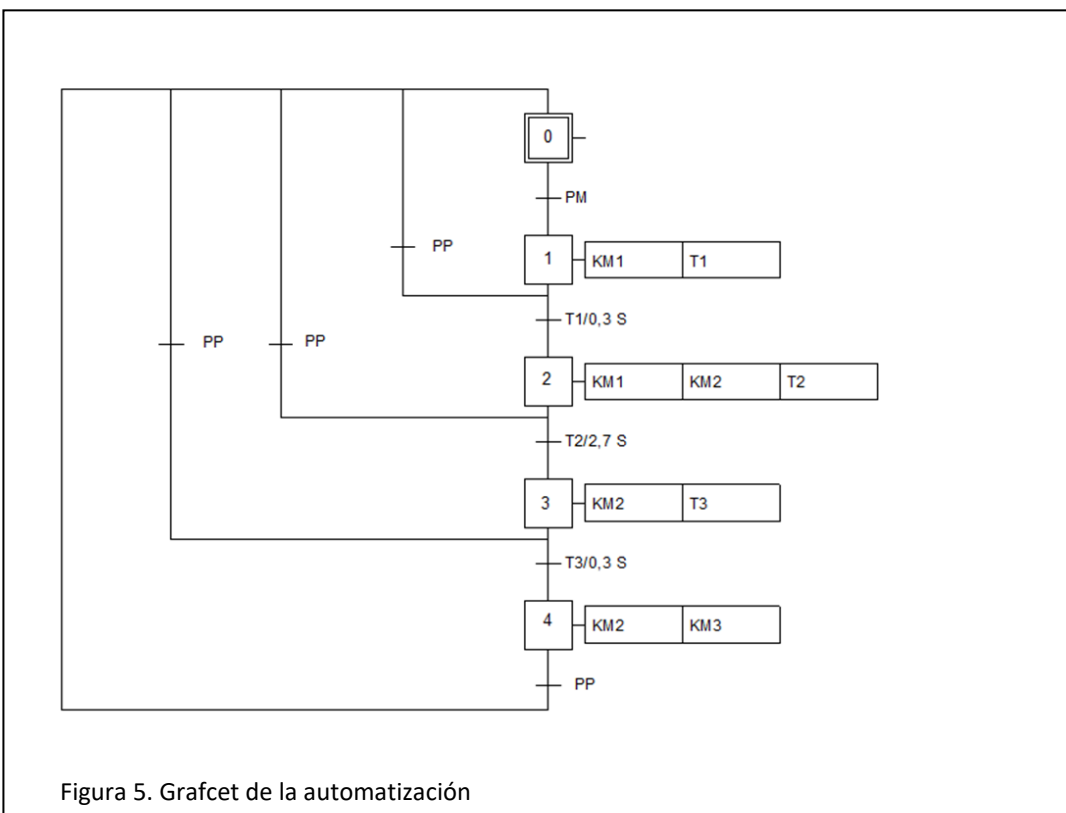 0
PM
1 KM1 T1
PP
T1/0,3 S
PP PP
2 KM1 KM2 T2
T2/2,7 S
3 KM2 T3
T3/0,3 S
4 KM2 KM3
PP
Figura 5. Grafcet de la automatización